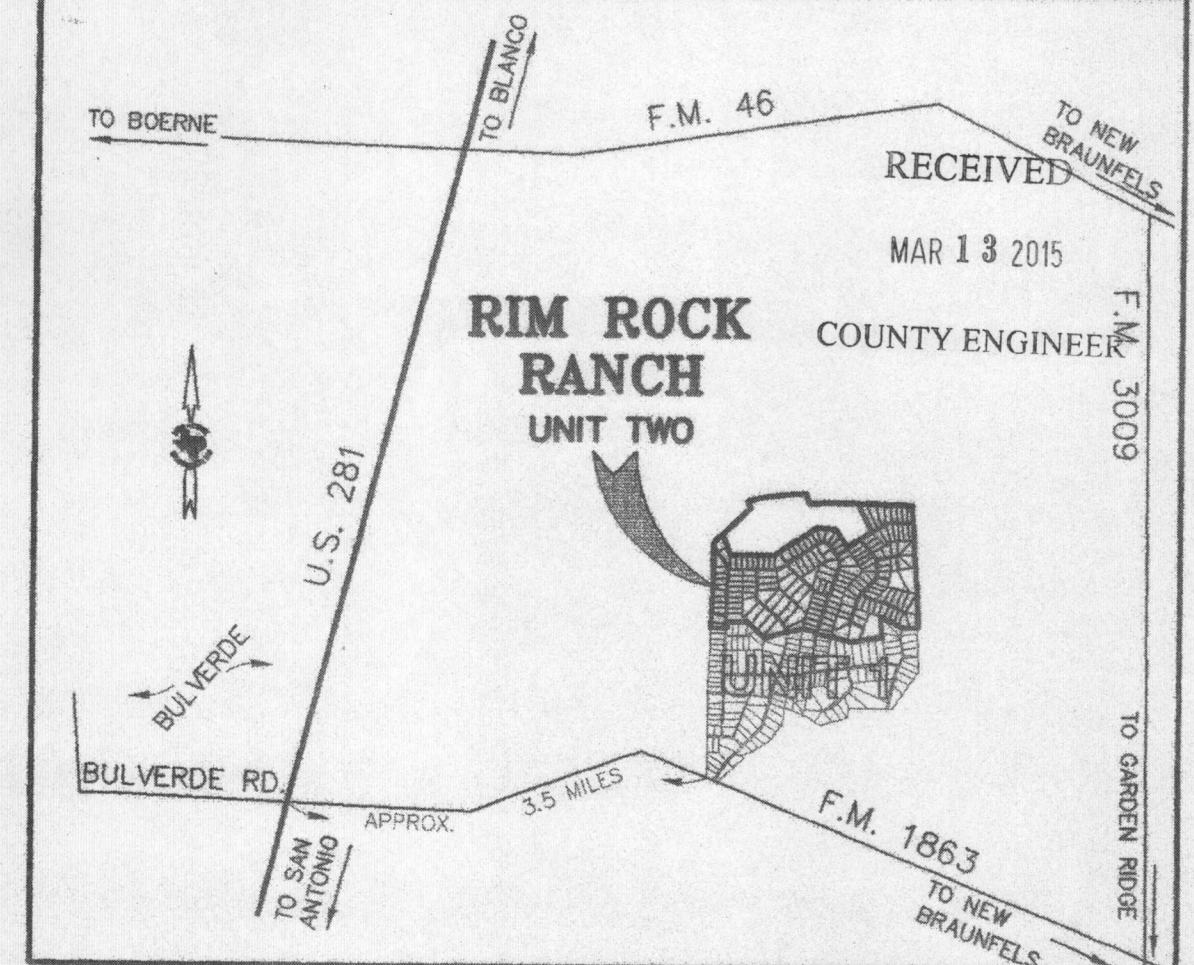 TO BLANCO
TO BOERNE
F.M. 46
TO NEW
BRAUNFELS
RECEIVED
MAR 13 2015
COUNTY ENGINEER
F.M. 3009
RIM ROCK
RANCH
UNIT TWO
U.S. 281
BULVERDE
UNIT 1
BULVERDE RD.
APPROX.
3.5 MILES
F.M. 1863
TO GARDEN RIDGE
TO SAN
ANTONIO
TO NEW
BRAUNFELS